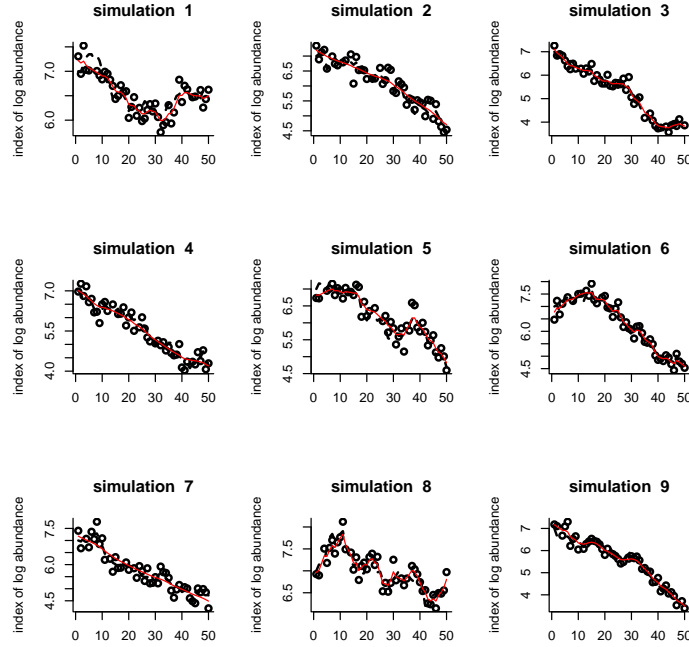 simulation 1
index of log abundance
7.0
6.0
0 10 20 30 40 50
simulation 2
index of log abundance
6.5
5.5
4.5
0 10 20 30 40 50
simulation 3
index of log abundance
7
6
5
4
0 10 20 30 40 50
simulation 4
index of log abundance
7.0
5.5
4.0
0 10 20 30 40 50
simulation 5
index of log abundance
6.5
5.5
4.5
0 10 20 30 40 50
simulation 6
index of log abundance
7.5
6.0
4.5
0 10 20 30 40 50
simulation 7
index of log abundance
7.5
6.0
4.5
0 10 20 30 40 50
simulation 8
index of log abundance
7.5
6.5
0 10 20 30 40 50
simulation 9
index of log abundance
7
6
5
4
0 10 20 30 40 50